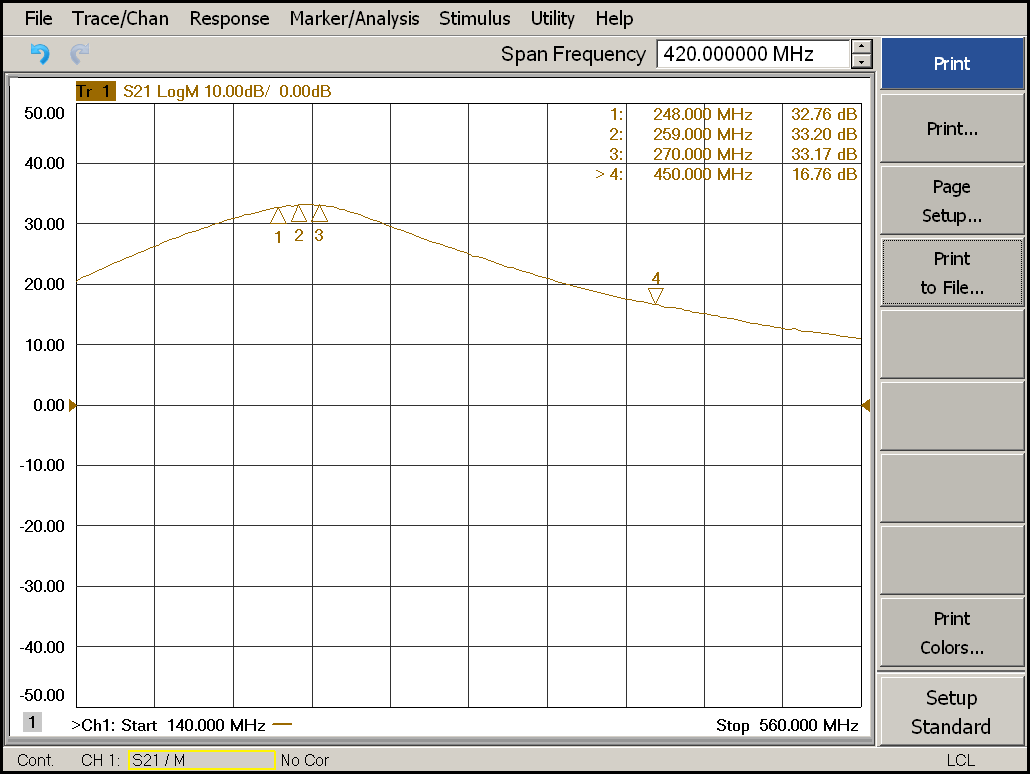 File Trace/Chan Response Marker/Analysis Stimulus Utility Help
Span Frequency 420.000000 MHz
Print
Tr 1 S21 LogM 10.00dB/ 0.00dB
50.00
40.00
30.00
20.00
10.00
0.00
-10.00
-20.00
-30.00
-40.00
-50.00
1: 248.000 MHz 32.76 dB
2: 259.000 MHz 33.20 dB
3: 270.000 MHz 33.17 dB
> 4: 450.000 MHz 16.76 dB
1 2 3
4
1
>Ch1: Start 140.000 MHz
Stop 560.000 MHz
Print...
Page
Setup...
Print
to File...
Print
Colors...
Setup
Standard
Cont. CH 1: S21 / M No Cor LCL